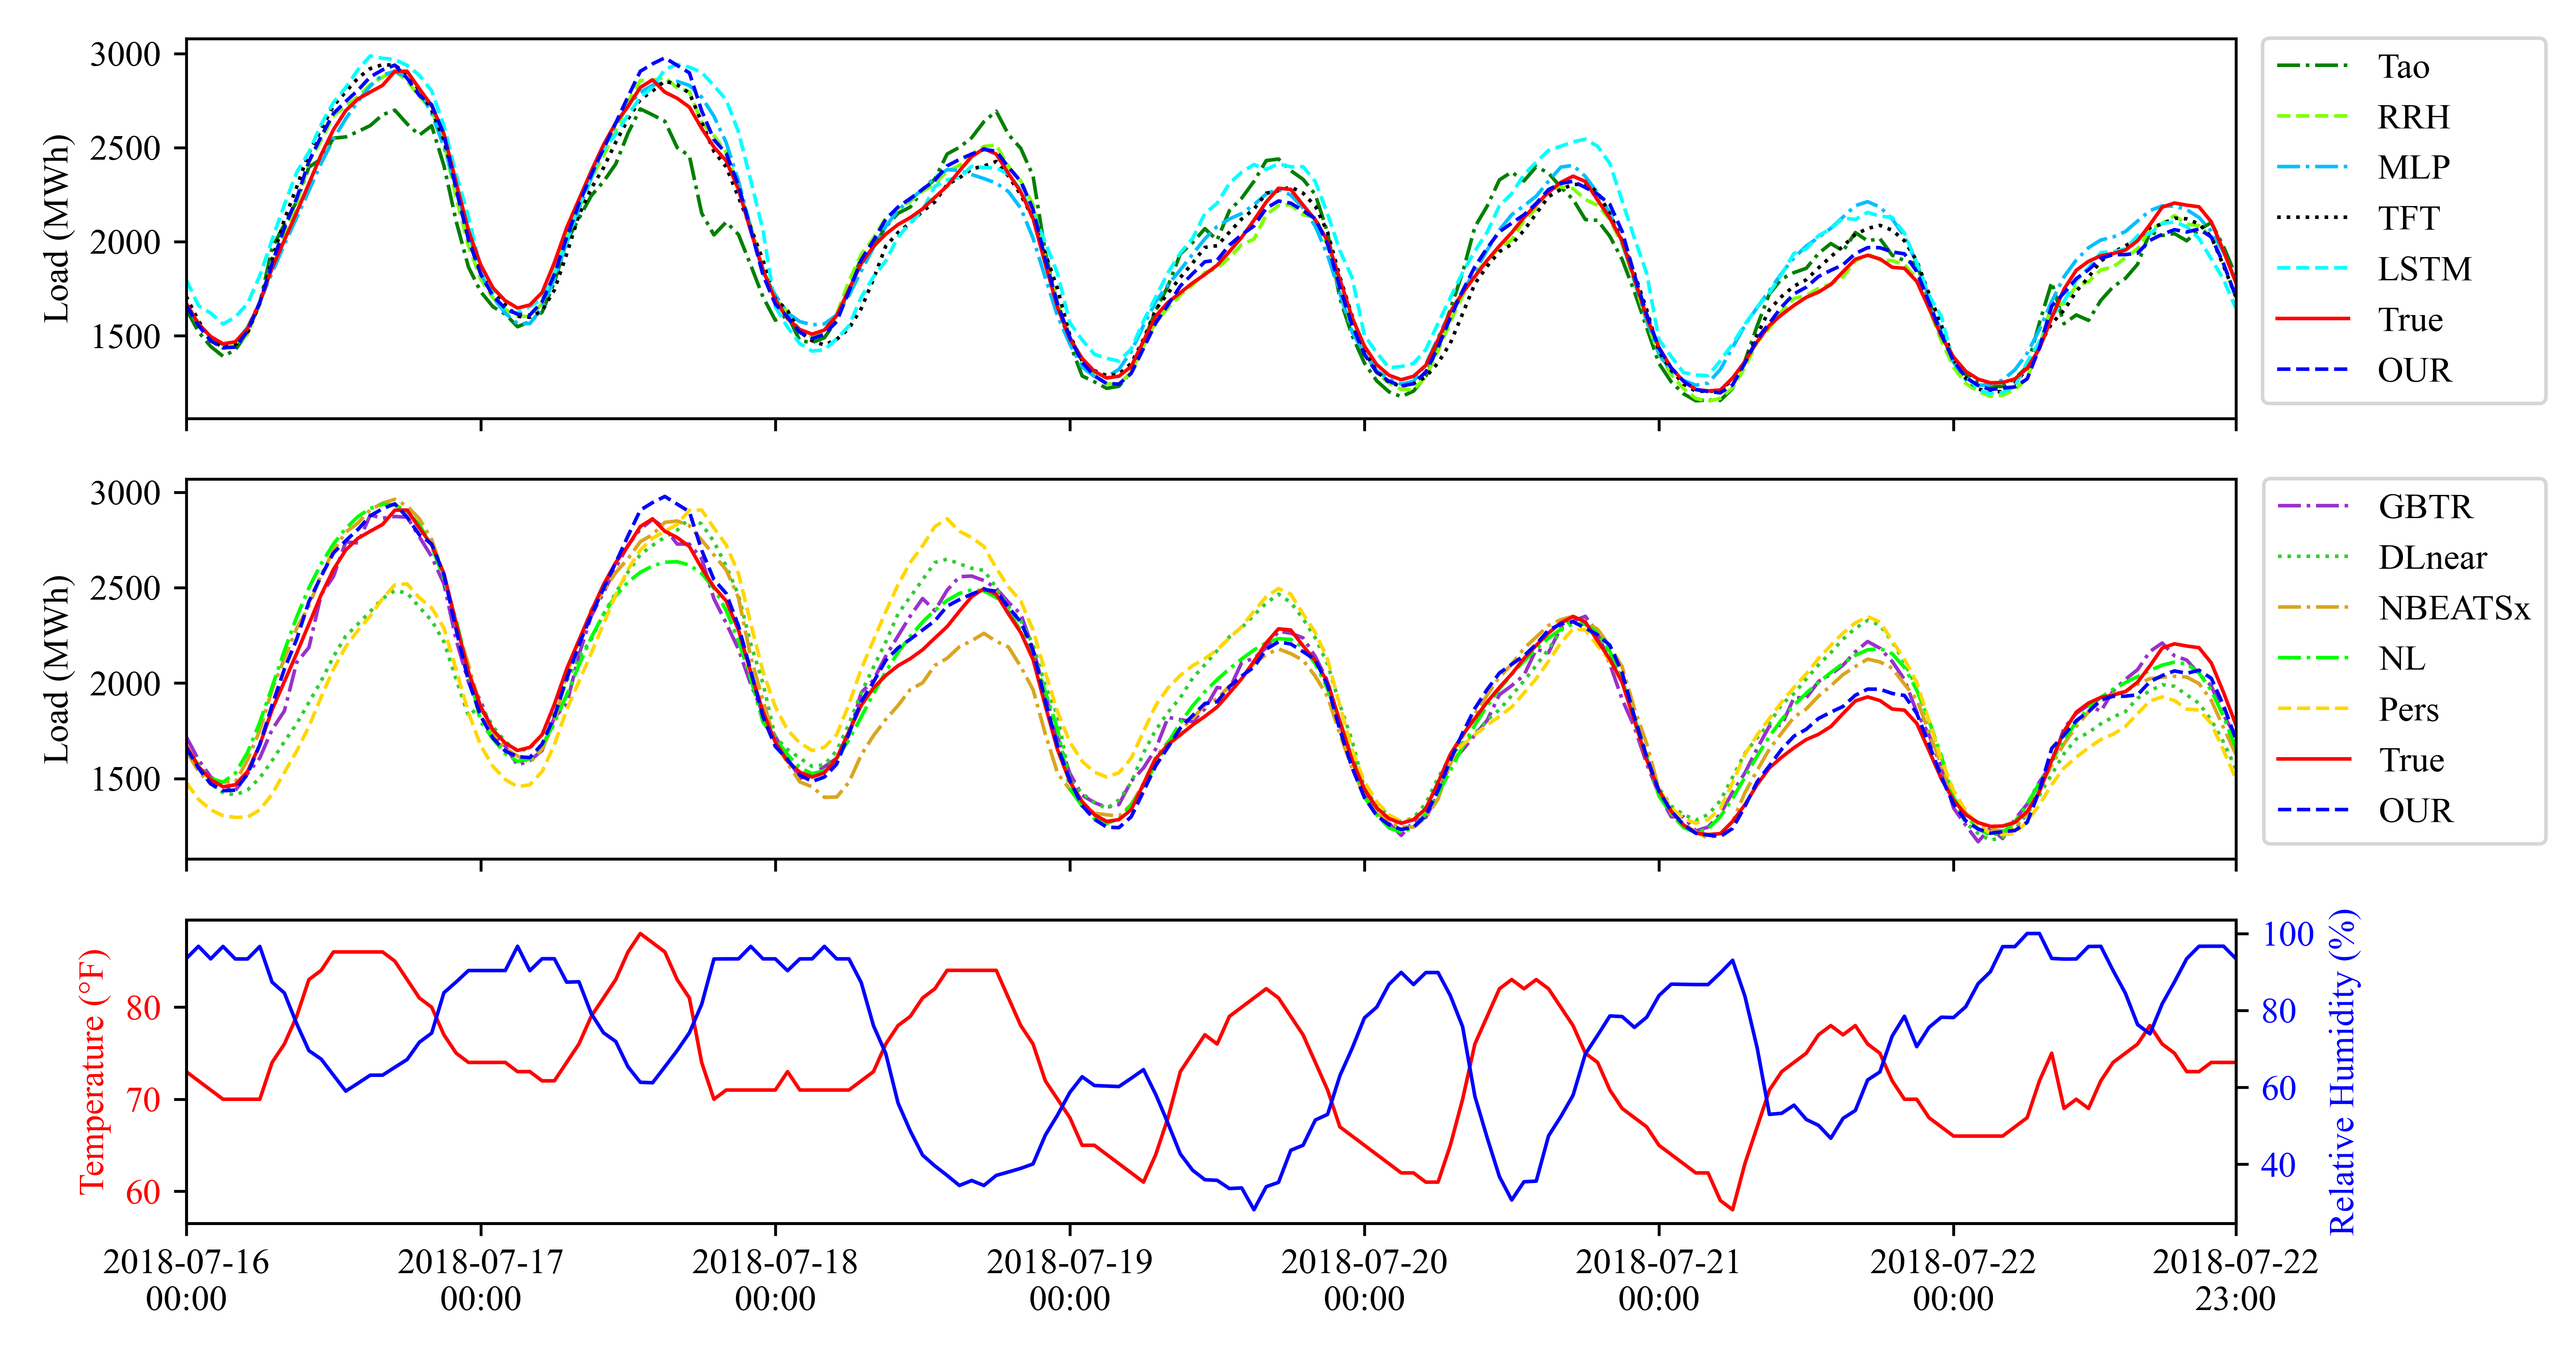 3000
2500
2000
1500
Load (MWh)
Tao
RRH
MLP
TFT
LSTM
True
OUR
3000
2500
2000
1500
Load (MWh)
GBTR
DLnear
NBEATSx
NL
Pers
True
OUR
80
70
60
Temperature (°F)
100
80
60
40
Relative Humidity (%)
2018-07-16
00:00
2018-07-17
00:00
2018-07-18
00:00
2018-07-19
00:00
2018-07-20
00:00
2018-07-21
00:00
2018-07-22
00:00
2018-07-22
23:00